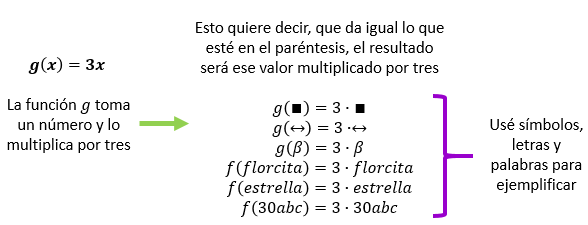 g(x) = 3x
La función g toma
un número y lo
multiplica por tres
Esto quiere decir, que da igual lo que
esté en el paréntesis, el resultado
será ese valor multiplicado por tres
g(■) = 3 · ■
g(↔) = 3 ·↔
g(β) = 3 · β
f(florcita) = 3 · florcita
f(estrella) = 3 · estrella
f(30abc) = 3 · 30abc
Usé símbolos,
letras y
palabras para
ejemplificar